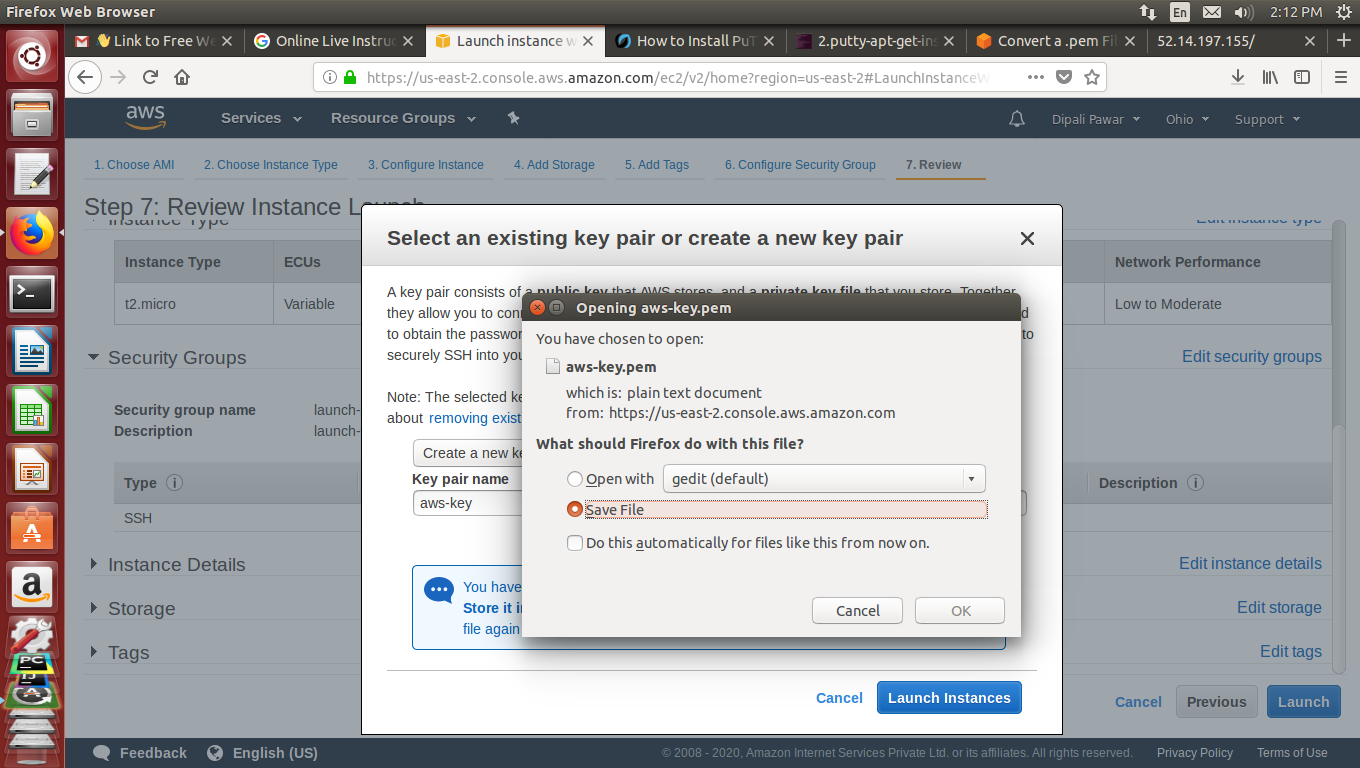 Firefox Web Browser
En
2:12 PM
Link to Free We
Online Live Instruc
Launch instance w
How to Install PuT
2.putty-apt-get-ins
Convert a .pem Fil
52.14.197.155/
https://us-east-2.console.aws.amazon.com/ec2/v2/home?region=us-east-2#LaunchInstanceW
aws
Services
Resource Groups
Dipali Pawar
Ohio
Support
1. Choose AMI
2. Choose Instance Type
3. Configure Instance
4. Add Storage
5. Add Tags
6. Configure Security Group
7. Review
Step 7: Review Instance Launch
Instance Type
Edit instance type
Instance Type
ECUs
Network Performance
t2.micro
Variable
Low to Moderate
Security Groups
Edit security groups
Security group name
launch-
Description
launch-
Type
Description
SSH
Instance Details
Edit instance details
Storage
Edit storage
Tags
Edit tags
Cancel
Previous
Launch
Select an existing key pair or create a new key pair
A key pair consists of a public key that AWS stores, and a private key file that you store. Together,
they allow you to con
d
to obtain the passwor
to
securely SSH into you
Note: The selected ke
about removing exist
Create a new ke
Key pair name
aws-key
You have
Store it i
file again
Cancel
Launch Instances
Opening aws-key.pem
You have chosen to open:
aws-key.pem
which is: plain text document
from: https://us-east-2.console.aws.amazon.com
What should Firefox do with this file?
Open with
gedit (default)
Save File
Do this automatically for files like this from now on.
Cancel
OK
Feedback
English (US)
© 2008 - 2020, Amazon Internet Services Private Ltd. or its affiliates. All rights reserved.
Privacy Policy
Terms of Use